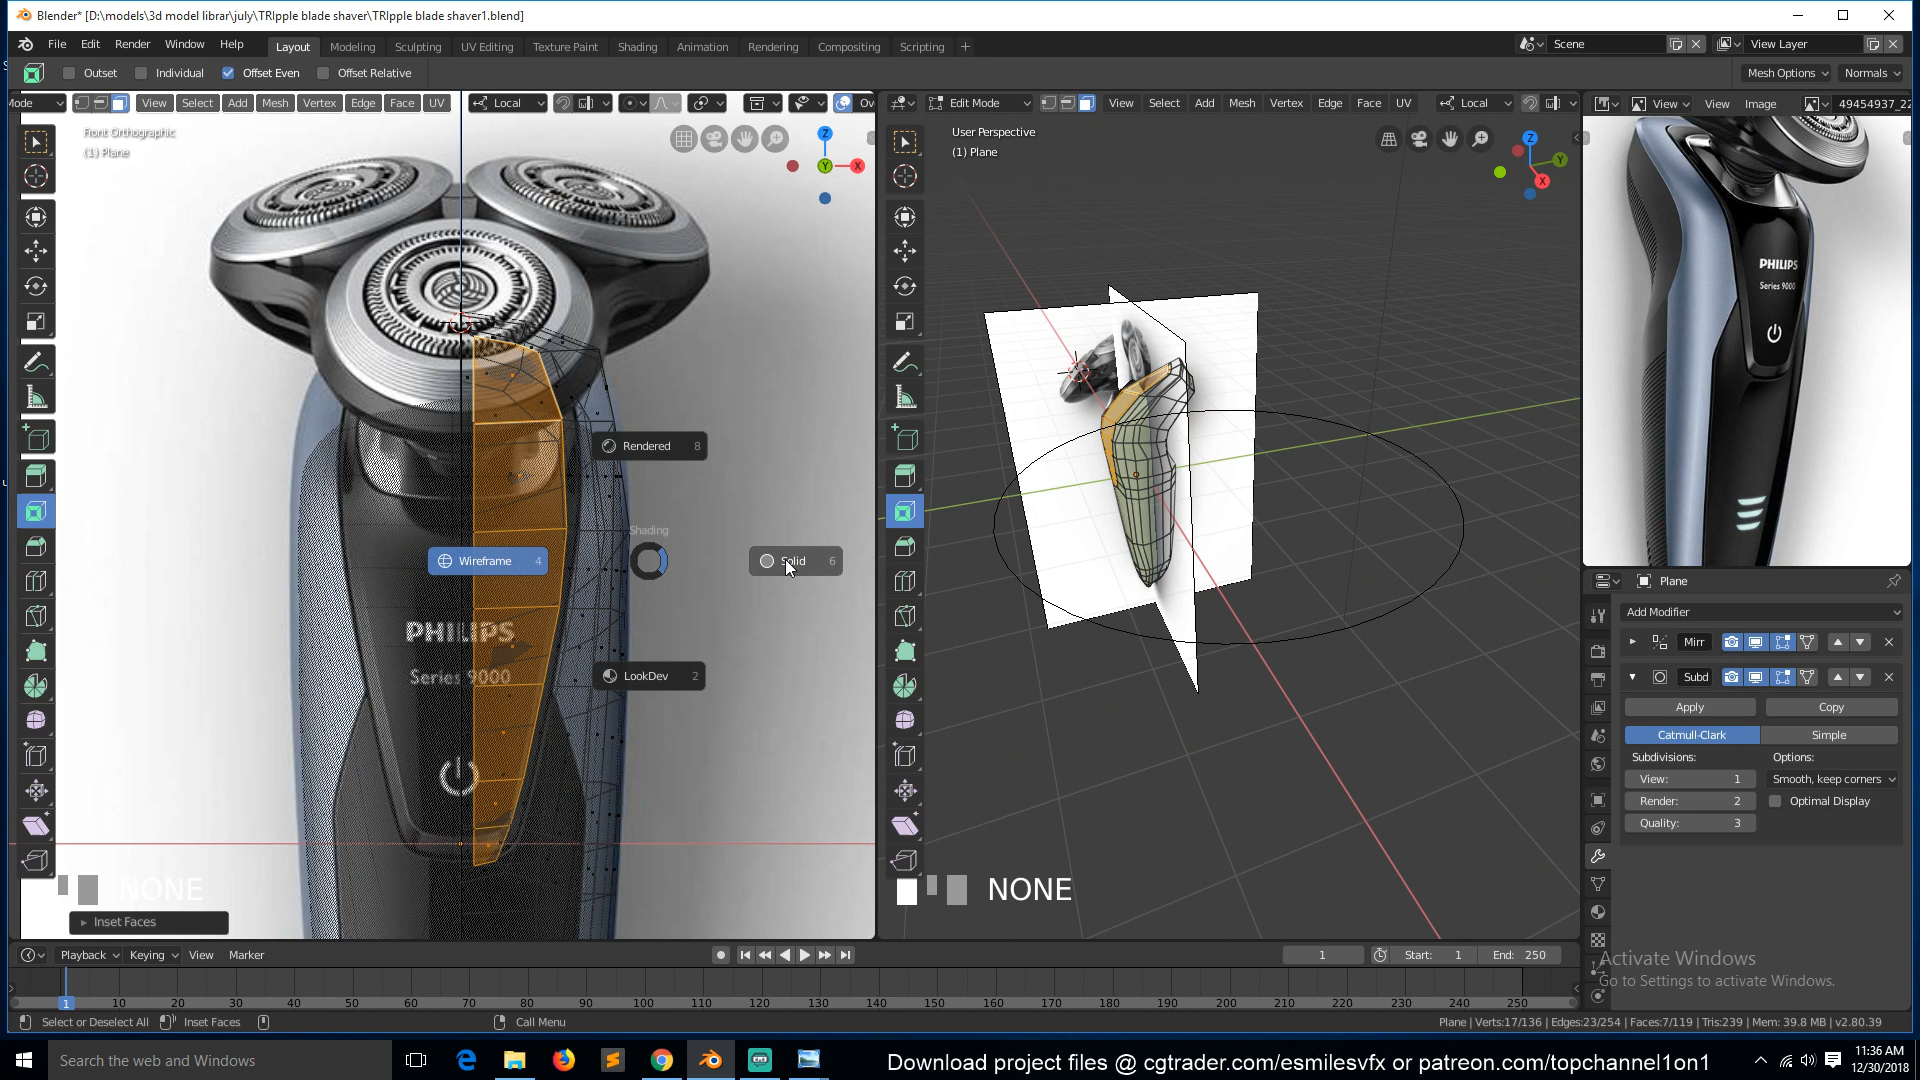 Blender* [D:\models\3d model librar\july\TRIpple blade shaver\TRIpple blade shaver1.blend]
File Edit Render Window Help Layout Modeling Sculpting UV Editing Texture Paint Shading Animation Rendering Compositing Scripting + Scene View Layer
Outset Individual Offset Even Offset Relative Mesh Options Normals
Mode View Select Add Mesh Vertex Edge Face UV Local Ov Edit Mode View Select Add Mesh Vertex Edge Face UV Local View View Image 49454937_22
Front Orthographic
(1) Plane
Z
Y
X
User Perspective
(1) Plane
Z
Y
X
PHILIPS
Series 9000
Rendered 8
Shading
Wireframe 4
Solid 6
LookDev 2
PHILIPS
Series 9000
NONE
NONE
Inset Faces
Plane
Add Modifier
Mirr
Subd
Apply Copy
Catmull-Clark Simple
Subdivisions: Options:
View: 1 Smooth, keep corners
Render: 2 Optimal Display
Quality: 3
Playback Keying View Marker 1 Start: 1 End: 250
1 10 20 30 40 50 60 70 80 90 100 110 120 130 140 150 160 170 180 190 200 210 220 230 240 250
Activate Windows
Go to Settings to activate Windows.
Select or Deselect All Inset Faces Call Menu Plane | Verts:17/136 | Edges:23/254 | Faces:7/119 | Tris:239 | Mem: 39.8 MB | v2.80.39
Search the web and Windows
Download project files @ cgtrader.com/esmilesvfx or patreon.com/topchannel1on1
11:36 AM
12/30/2018